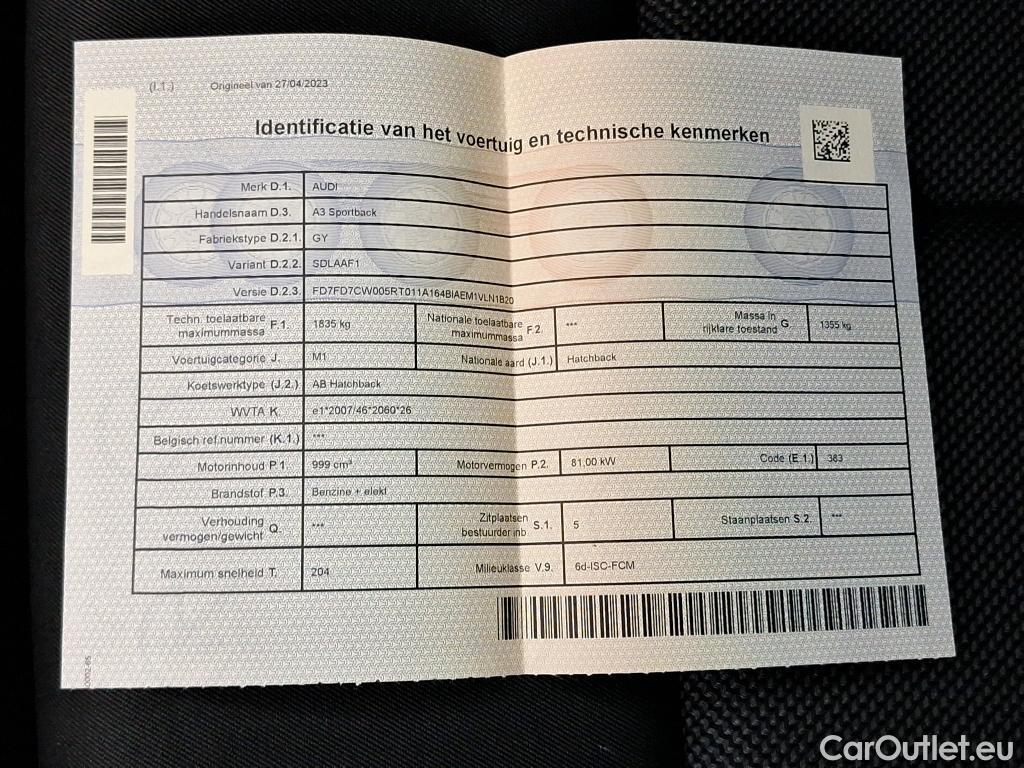 (I.1.) Origineel van 27/04/2023
Identificatie van het voertuig en technische kenmerken
Merk D.1. AUDI
Handelsnaam D.3. A3 Sportback
Fabriekstype D.2.1. GY
Variant D.2.2. SDLAAF1
Versie D.2.3. FD7FD7CW005RT011A164BIAEM1VLN1B20
Techn. toelaatbare maximummassa F.1. 1835 kg Nationale toelaatbare maximummassa F.2. *** Massa in rijklare toestand G 1355 kg
Voertuigcategorie J. M1 Nationale aard (J.1.) Hatchback
Koetswerktype (J.2.) AB Hatchback
WVTA K. e1*2007/46*2060*26
Belgisch ref.nummer (K.1.) ***
Motorinhoud P.1. 999 cm³ Motorvermogen P.2. 81,00 kW Code (E.1.) 383
Brandstof P.3. Benzine + elekt
Verhouding vermogen/gewicht Q. *** Zitplaatsen bestuurder inb. S.1. 5 Staanplaatsen S.2. ***
Maximum snelheid T. 204 Milieuklasse V.9. 6d-ISC-FCM
CarOutlet.eu